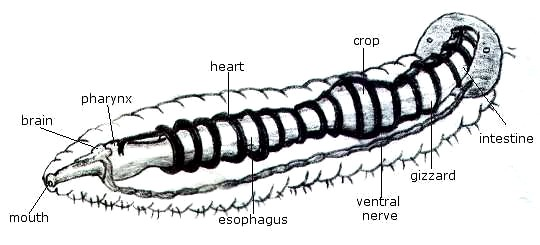 crop
heart
pharynx
brain
intestine
gizzard
ventral
nerve
esophagus
mouth